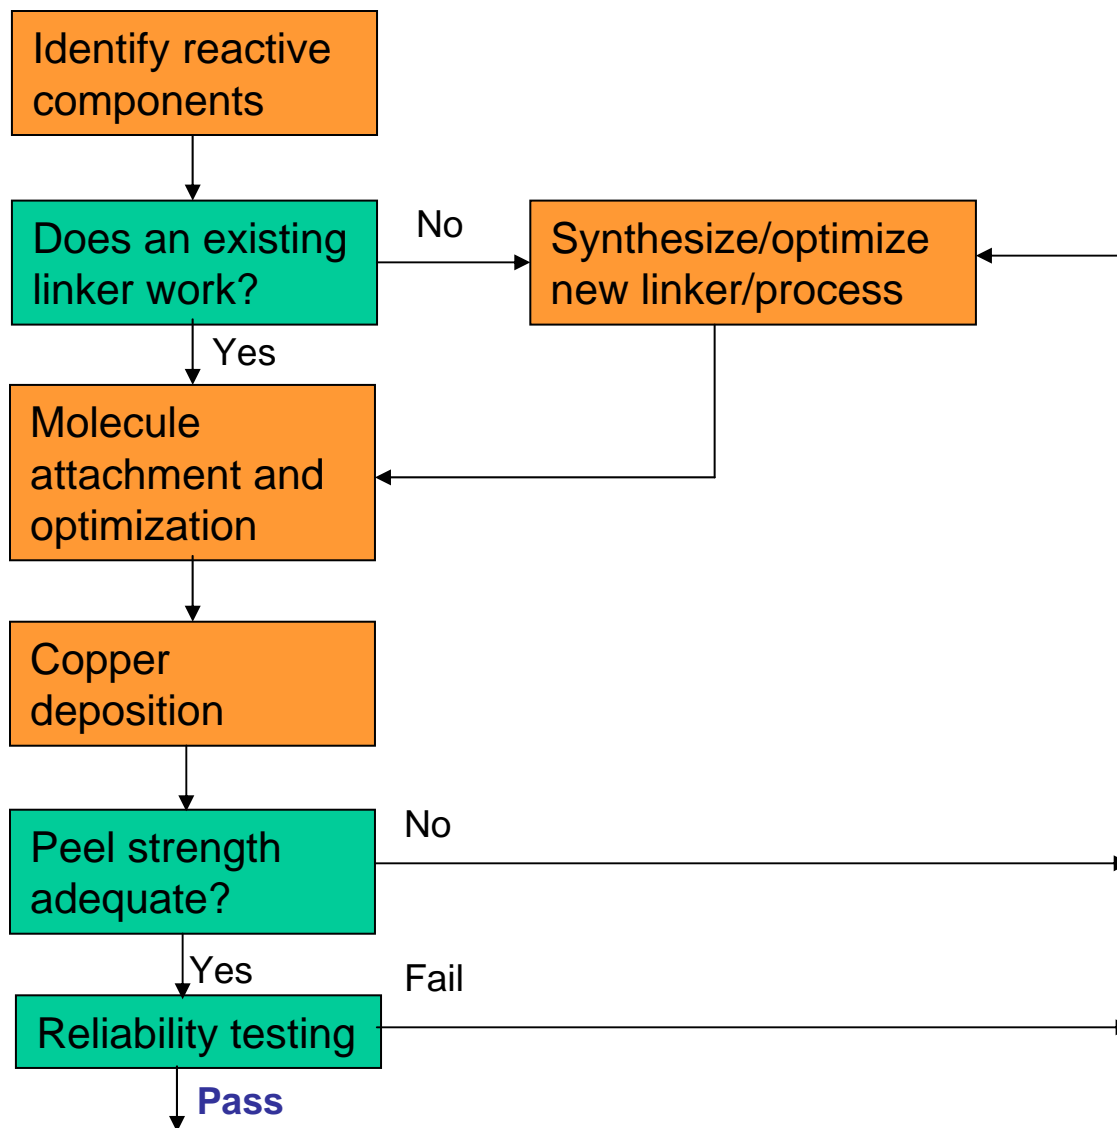 Identify reactive
components
Does an existing
linker work?
No
Synthesize/optimize
new linker/process
Yes
Molecule
attachment and
optimization
Copper
deposition
Peel strength
adequate?
No
Yes
Fail
Reliability testing
Pass